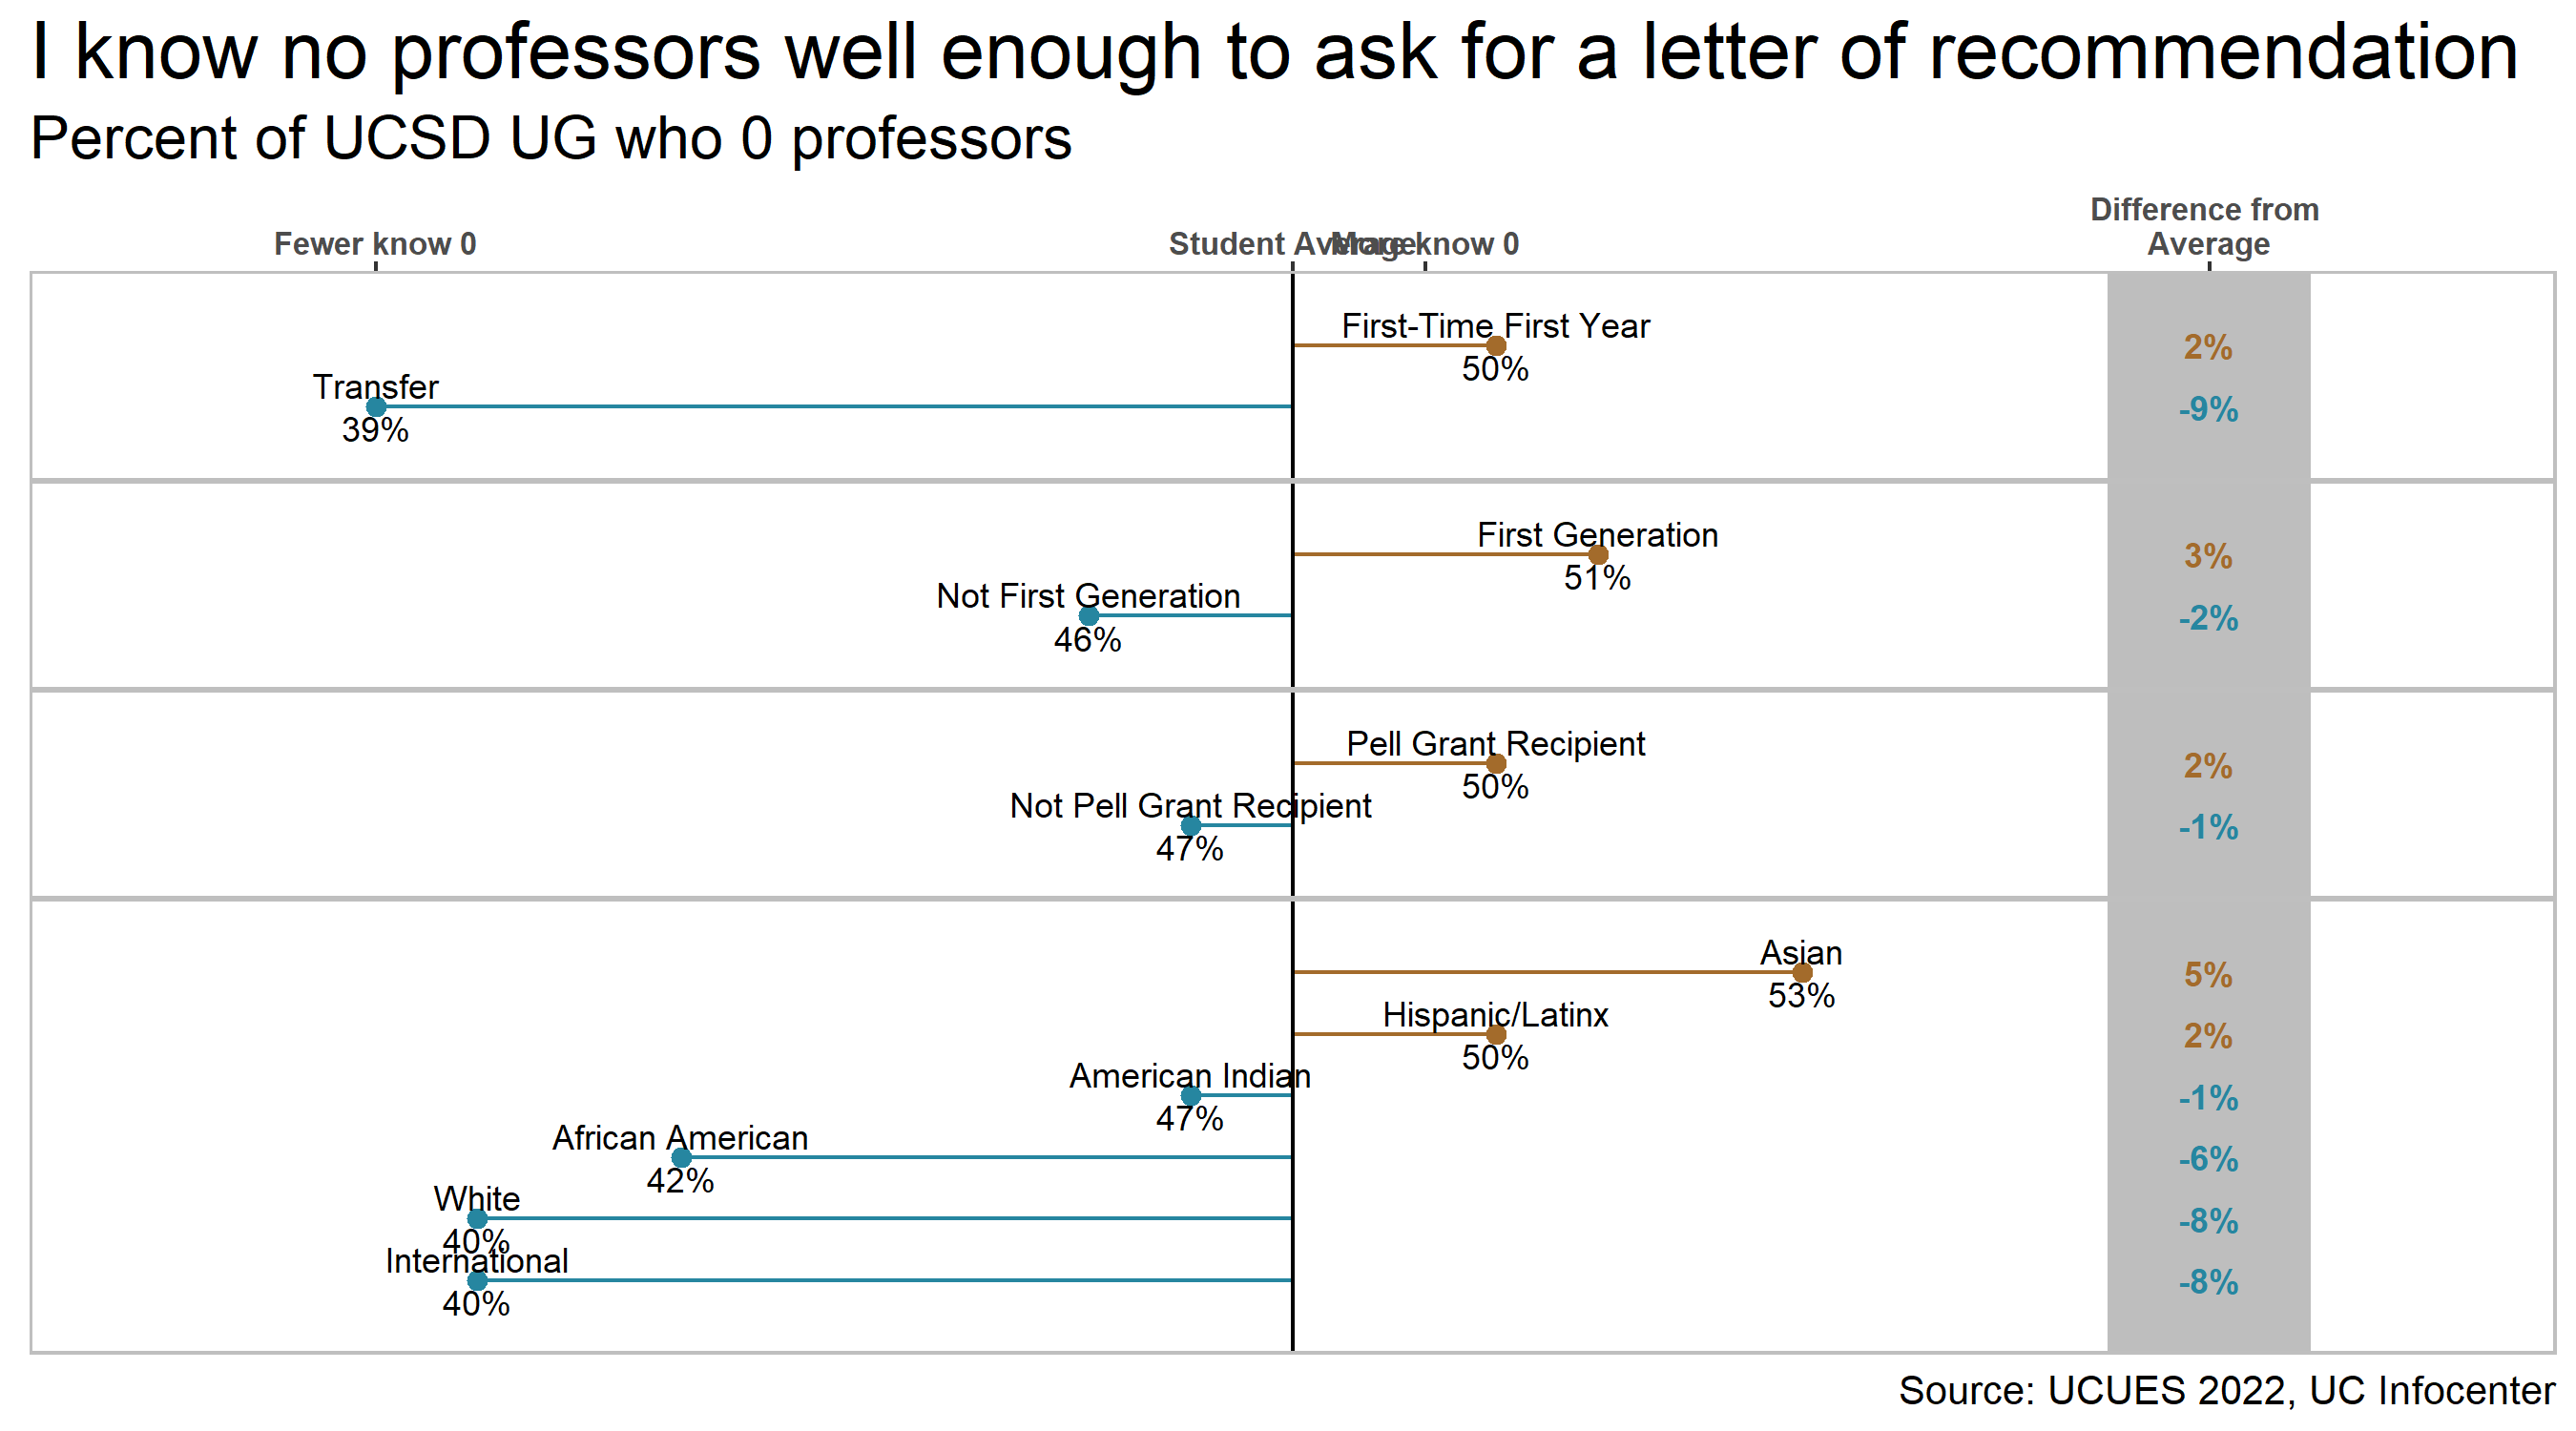 I know no professors well enough to ask for a letter of recommendation
Percent of UCSD UG who 0 professors
Fewer know 0
Student Average
More know 0
Difference from
Average
First-Time First Year
50%
2%
Transfer
39%
-9%
First Generation
51%
3%
Not First Generation
46%
-2%
Pell Grant Recipient
50%
2%
Not Pell Grant Recipient
47%
-1%
Asian
53%
5%
Hispanic/Latinx
50%
2%
American Indian
47%
-1%
African American
42%
-6%
White
40%
-8%
International
40%
-8%
Source: UCUES 2022, UC Infocenter